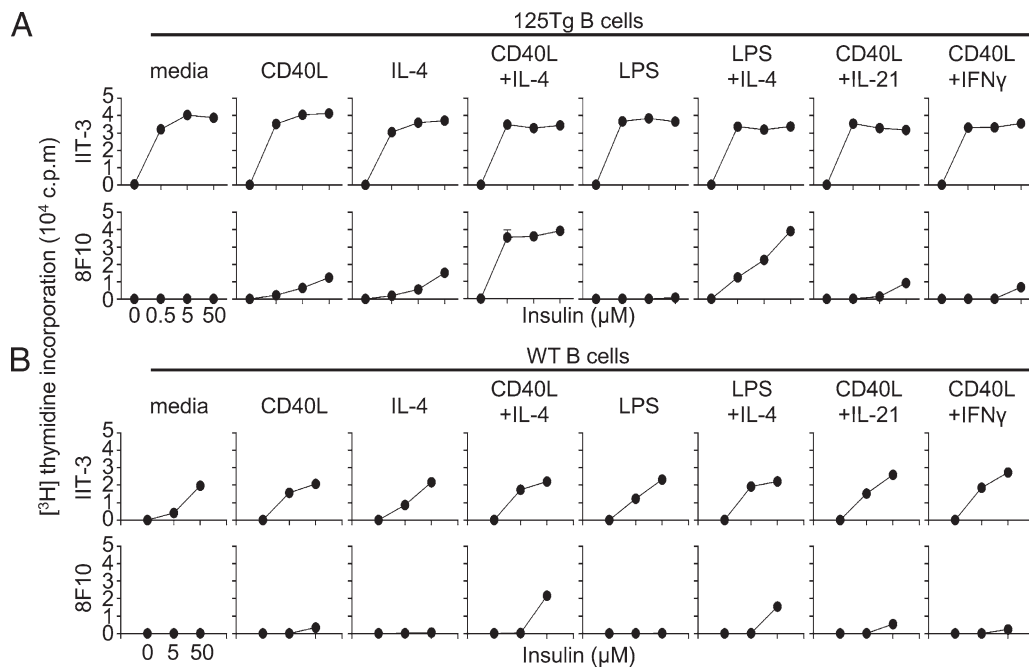 A
125Tg B cells
media CD40L IL-4 CD40L +IL-4 LPS LPS +IL-4 CD40L +IL-21 CD40L +IFNγ
[³H] thymidine incorporation (10⁴ c.p.m)
IIT-3
5
4
3
2
1
0
8F10
5
4
3
2
1
0
0 0.5 5 50
Insulin (μM)
B
WT B cells
media CD40L IL-4 CD40L +IL-4 LPS LPS +IL-4 CD40L +IL-21 CD40L +IFNγ
IIT-3
5
4
3
2
1
0
8F10
5
4
3
2
1
0
0 5 50
Insulin (μM)